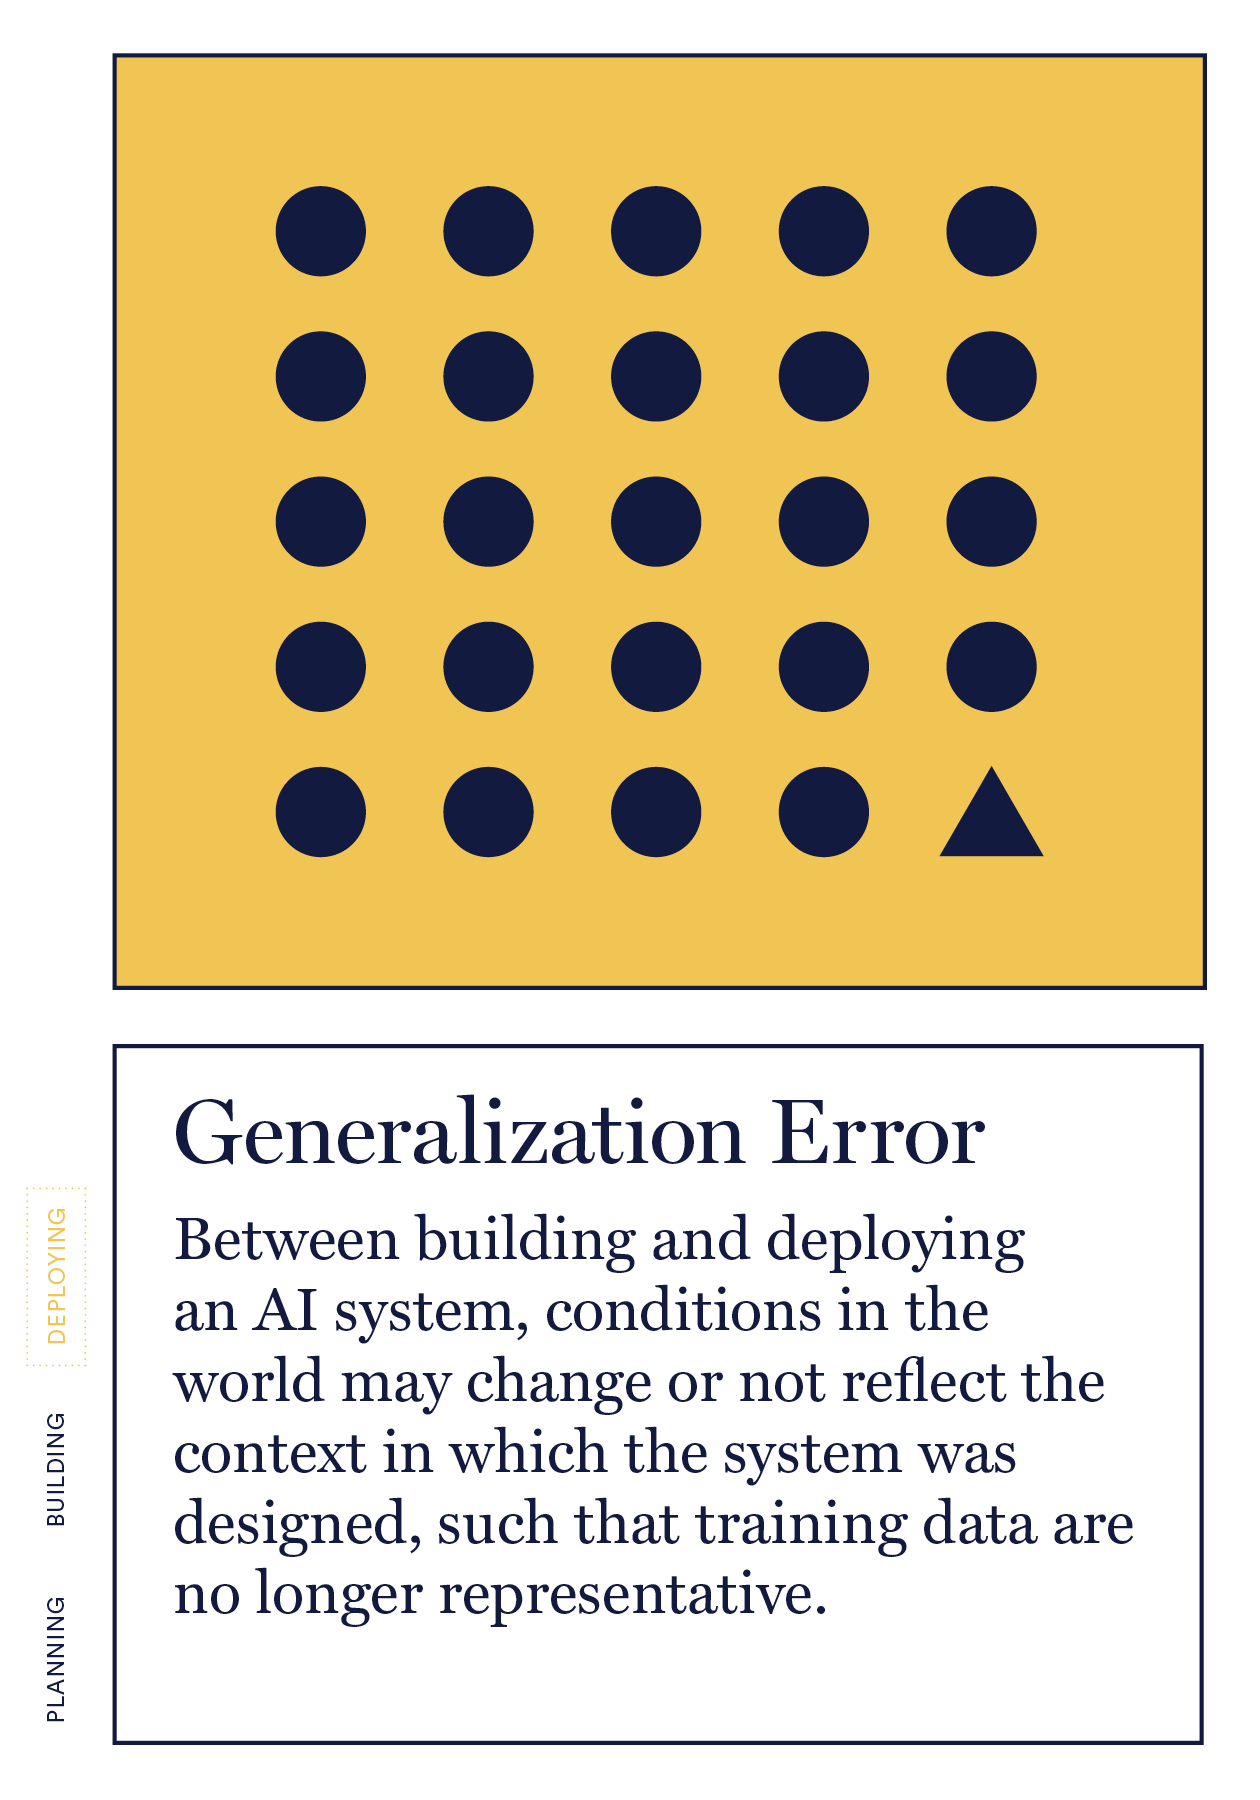 Generalization Error
Between building and deploying
an AI system, conditions in the
world may change or not reflect the
context in which the system was
designed, such that training data are
no longer representative.
DEPLOYING
BUILDING
PLANNING